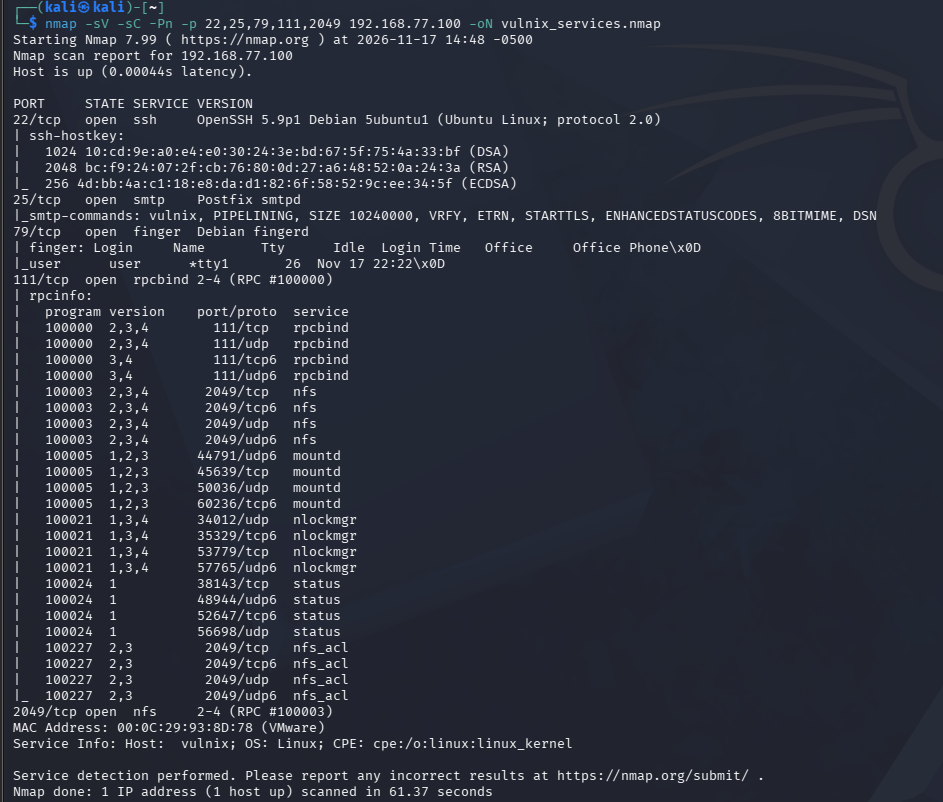 ┌──(kali㉿kali)-[~]
└─$ nmap -sV -sC -Pn -p 22,25,79,111,2049 192.168.77.100 -oN vulnix_services.nmap
Starting Nmap 7.99 ( https://nmap.org ) at 2026-11-17 14:48 -0500
Nmap scan report for 192.168.77.100
Host is up (0.00044s latency).

PORT     STATE SERVICE VERSION
22/tcp   open  ssh     OpenSSH 5.9p1 Debian 5ubuntu1 (Ubuntu Linux; protocol 2.0)
| ssh-hostkey:
|   1024 10:cd:9e:a0:e4:e0:30:24:3e:bd:67:5f:75:4a:33:bf (DSA)
|   2048 bc:f9:24:07:2f:cb:76:80:0d:27:a6:48:52:0a:24:3a (RSA)
|_  256 4d:bb:4a:c1:18:e8:da:d1:82:6f:58:52:9c:ee:34:5f (ECDSA)
25/tcp   open  smtp    Postfix smtpd
|_smtp-commands: vulnix, PIPELINING, SIZE 10240000, VRFY, ETRN, STARTTLS, ENHANCEDSTATUSCODES, 8BITMIME, DSN
79/tcp   open  finger  Debian fingerd
| finger: Login     Name       Tty      Idle  Login Time   Office     Office Phone\x0D
|_user      user      *tty1        26  Nov 17 22:22\x0D
111/tcp  open  rpcbind 2-4 (RPC #100000)
| rpcinfo:
|   program version    port/proto  service
|   100000  2,3,4        111/tcp   rpcbind
|   100000  2,3,4        111/udp   rpcbind
|   100000  3,4          111/tcp6  rpcbind
|   100000  3,4          111/udp6  rpcbind
|   100003  2,3,4       2049/tcp   nfs
|   100003  2,3,4       2049/tcp6  nfs
|   100003  2,3,4       2049/udp   nfs
|   100003  2,3,4       2049/udp6  nfs
|   100005  1,2,3      44791/udp6  mountd
|   100005  1,2,3      45639/tcp   mountd
|   100005  1,2,3      50036/udp   mountd
|   100005  1,2,3      60236/tcp6  mountd
|   100021  1,3,4      34012/udp   nlockmgr
|   100021  1,3,4      35329/tcp6  nlockmgr
|   100021  1,3,4      53779/tcp   nlockmgr
|   100021  1,3,4      57765/udp6  nlockmgr
|   100024  1          38143/tcp   status
|   100024  1          48944/udp6  status
|   100024  1          52647/tcp6  status
|   100024  1          56698/udp   status
|   100227  2,3         2049/tcp   nfs_acl
|   100227  2,3         2049/tcp6  nfs_acl
|   100227  2,3         2049/udp   nfs_acl
|_  100227  2,3         2049/udp6  nfs_acl
2049/tcp open  nfs     2-4 (RPC #100003)
MAC Address: 00:0C:29:93:8D:78 (VMware)
Service Info: Host:  vulnix; OS: Linux; CPE: cpe:/o:linux:linux_kernel

Service detection performed. Please report any incorrect results at https://nmap.org/submit/ .
Nmap done: 1 IP address (1 host up) scanned in 61.37 seconds